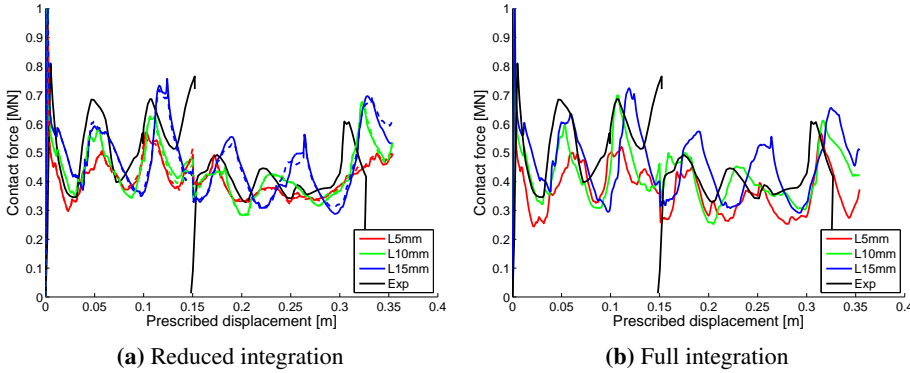 1
0.9
0.8
0.7
0.6
0.5
0.4
0.3
0.2
0.1
0
Contact force [MN]
0 0.05 0.1 0.15 0.2 0.25 0.3 0.35 0.4
Prescribed displacement [m]
L5mm
L10mm
L15mm
Exp
(a) Reduced integration
1
0.9
0.8
0.7
0.6
0.5
0.4
0.3
0.2
0.1
0
Contact force [MN]
0 0.05 0.1 0.15 0.2 0.25 0.3 0.35 0.4
Prescribed displacement [m]
L5mm
L10mm
L15mm
Exp
(b) Full integration